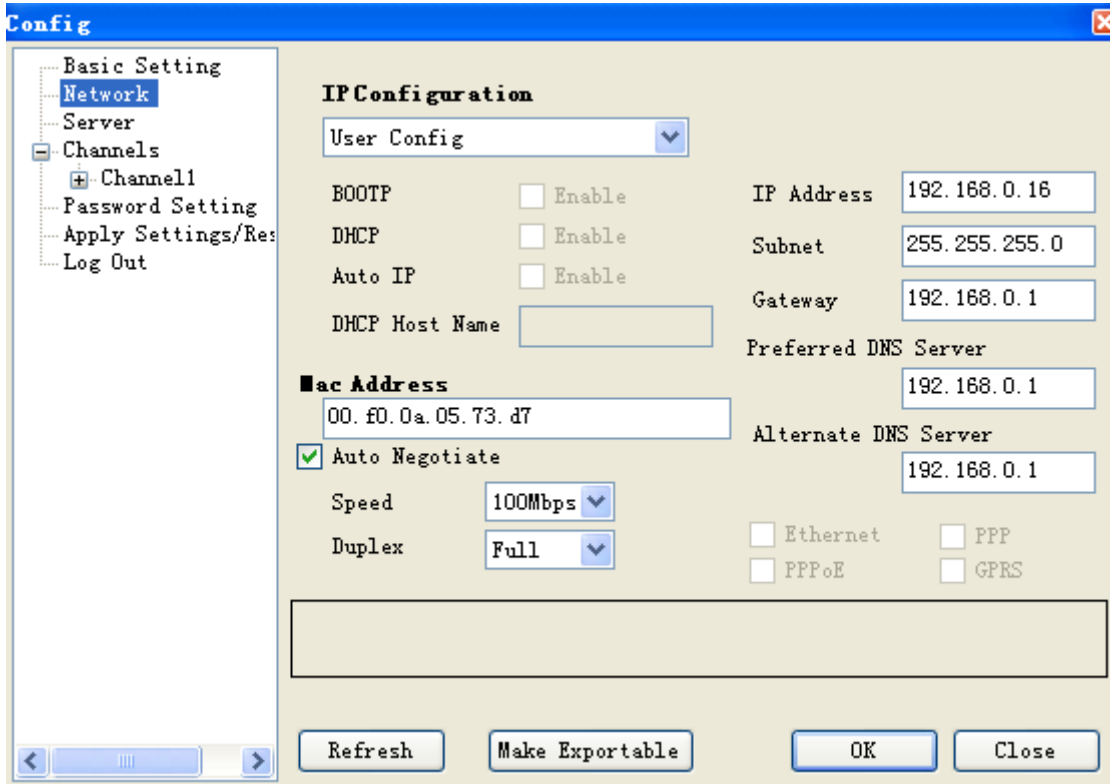 Config
Basic Setting
Network
Server
Channels
Channel1
Password Setting
Apply Settings/Res
Log Out
IP Configuration
User Config
BOOTP Enable
DHCP Enable
Auto IP Enable
DHCP Host Name
IP Address 192.168.0.16
Subnet 255.255.255.0
Gateway 192.168.0.1
Preferred DNS Server
192.168.0.1
Alternate DNS Server
192.168.0.1
Mac Address
00.f0.0a.05.73.d7
Auto Negotiate
Speed 100Mbps
Duplex Full
Ethernet PPP
PPPoE GPRS
Refresh Make Exportable OK Close